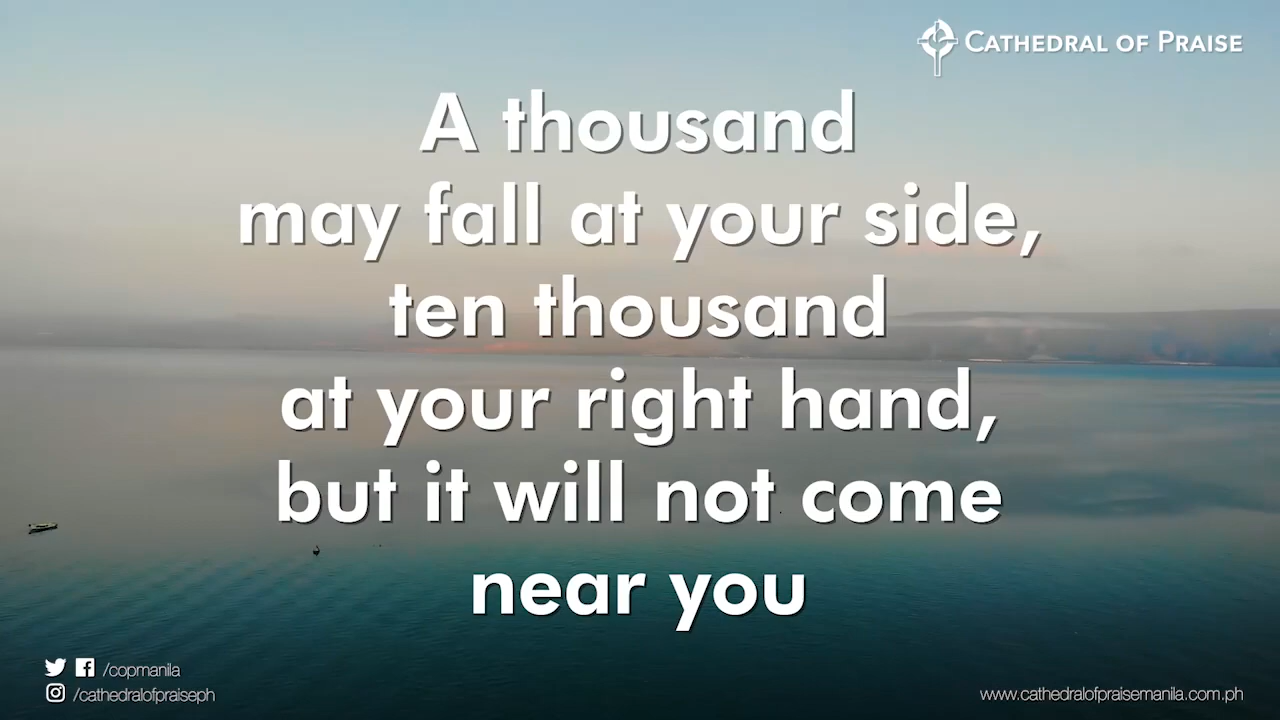 CATHEDRAL OF PRAISE
A thousand
may fall at your side,
ten thousand
at your right hand,
but it will not come
near you
/copmanila
/cathedralofpraiseph
www.cathedralofpraisemanila.com.ph